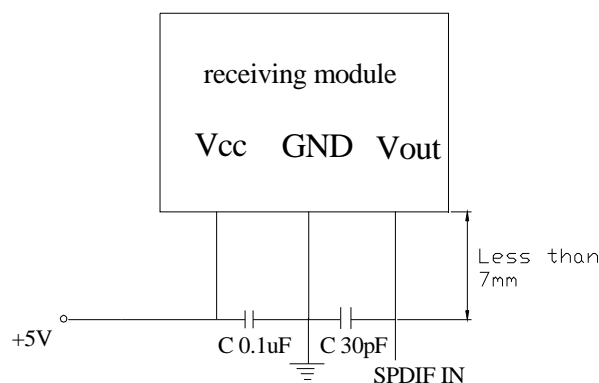 receiving module
Vcc GND Vout
Less than
7mm
+5V
C 0.1uF C 30pF
SPDIF IN